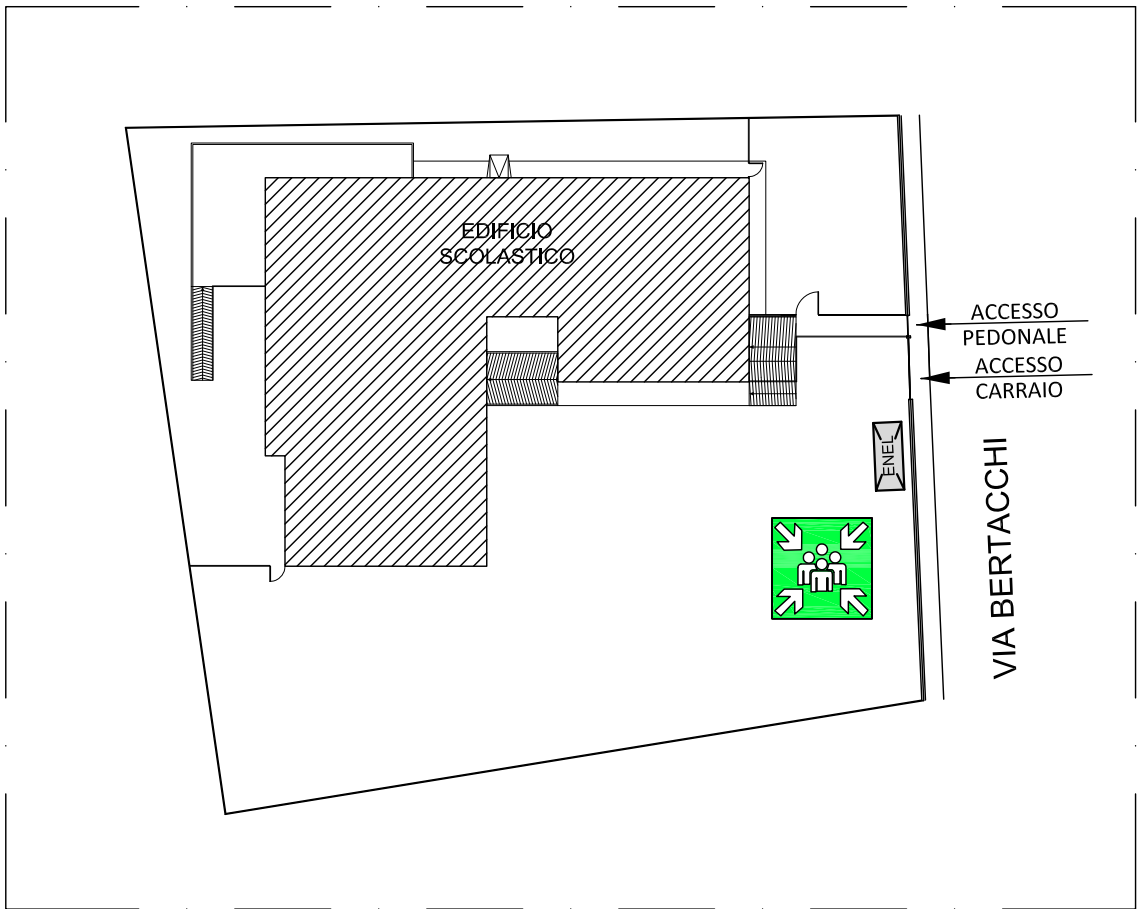 EDIFICIO
SCOLASTICO
ACCESSO
PEDONALE
ACCESSO
CARRAIO
ENEL
VIA BERTACCHI